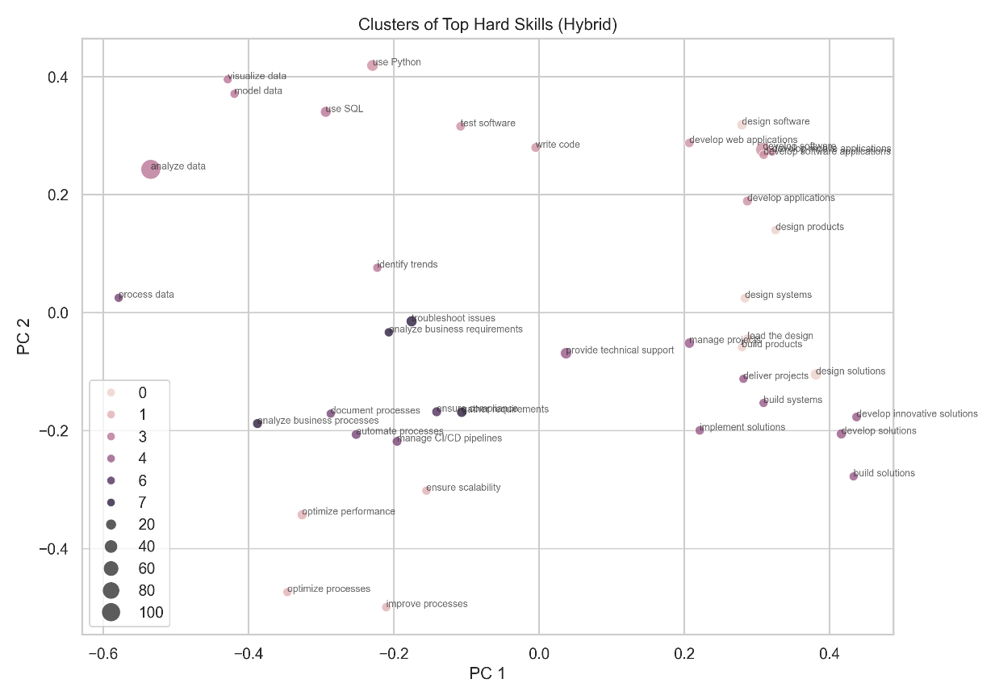 Clusters of Top Hard Skills (Hybrid)
use Python
visualize data
model data
use SQL
test software
write code
design software
develop web applications
develop software
develop software applications
analyze data
develop applications
design products
identify trends
process data
design systems
troubleshoot issues
analyze business requirements
lead the design
manage projects
build products
provide technical support
design solutions
deliver projects
build systems
document processes
ensure compliance
gather requirements
analyze business processes
develop innovative solutions
implement solutions
automate processes
develop solutions
manage CI/CD pipelines
build solutions
ensure scalability
optimize performance
optimize processes
improve processes
0.4
0.2
0.0
−0.2
−0.4
PC 2
0
1
3
4
6
7
20
40
60
80
100
−0.6
−0.4
−0.2
0.0
0.2
0.4
PC 1